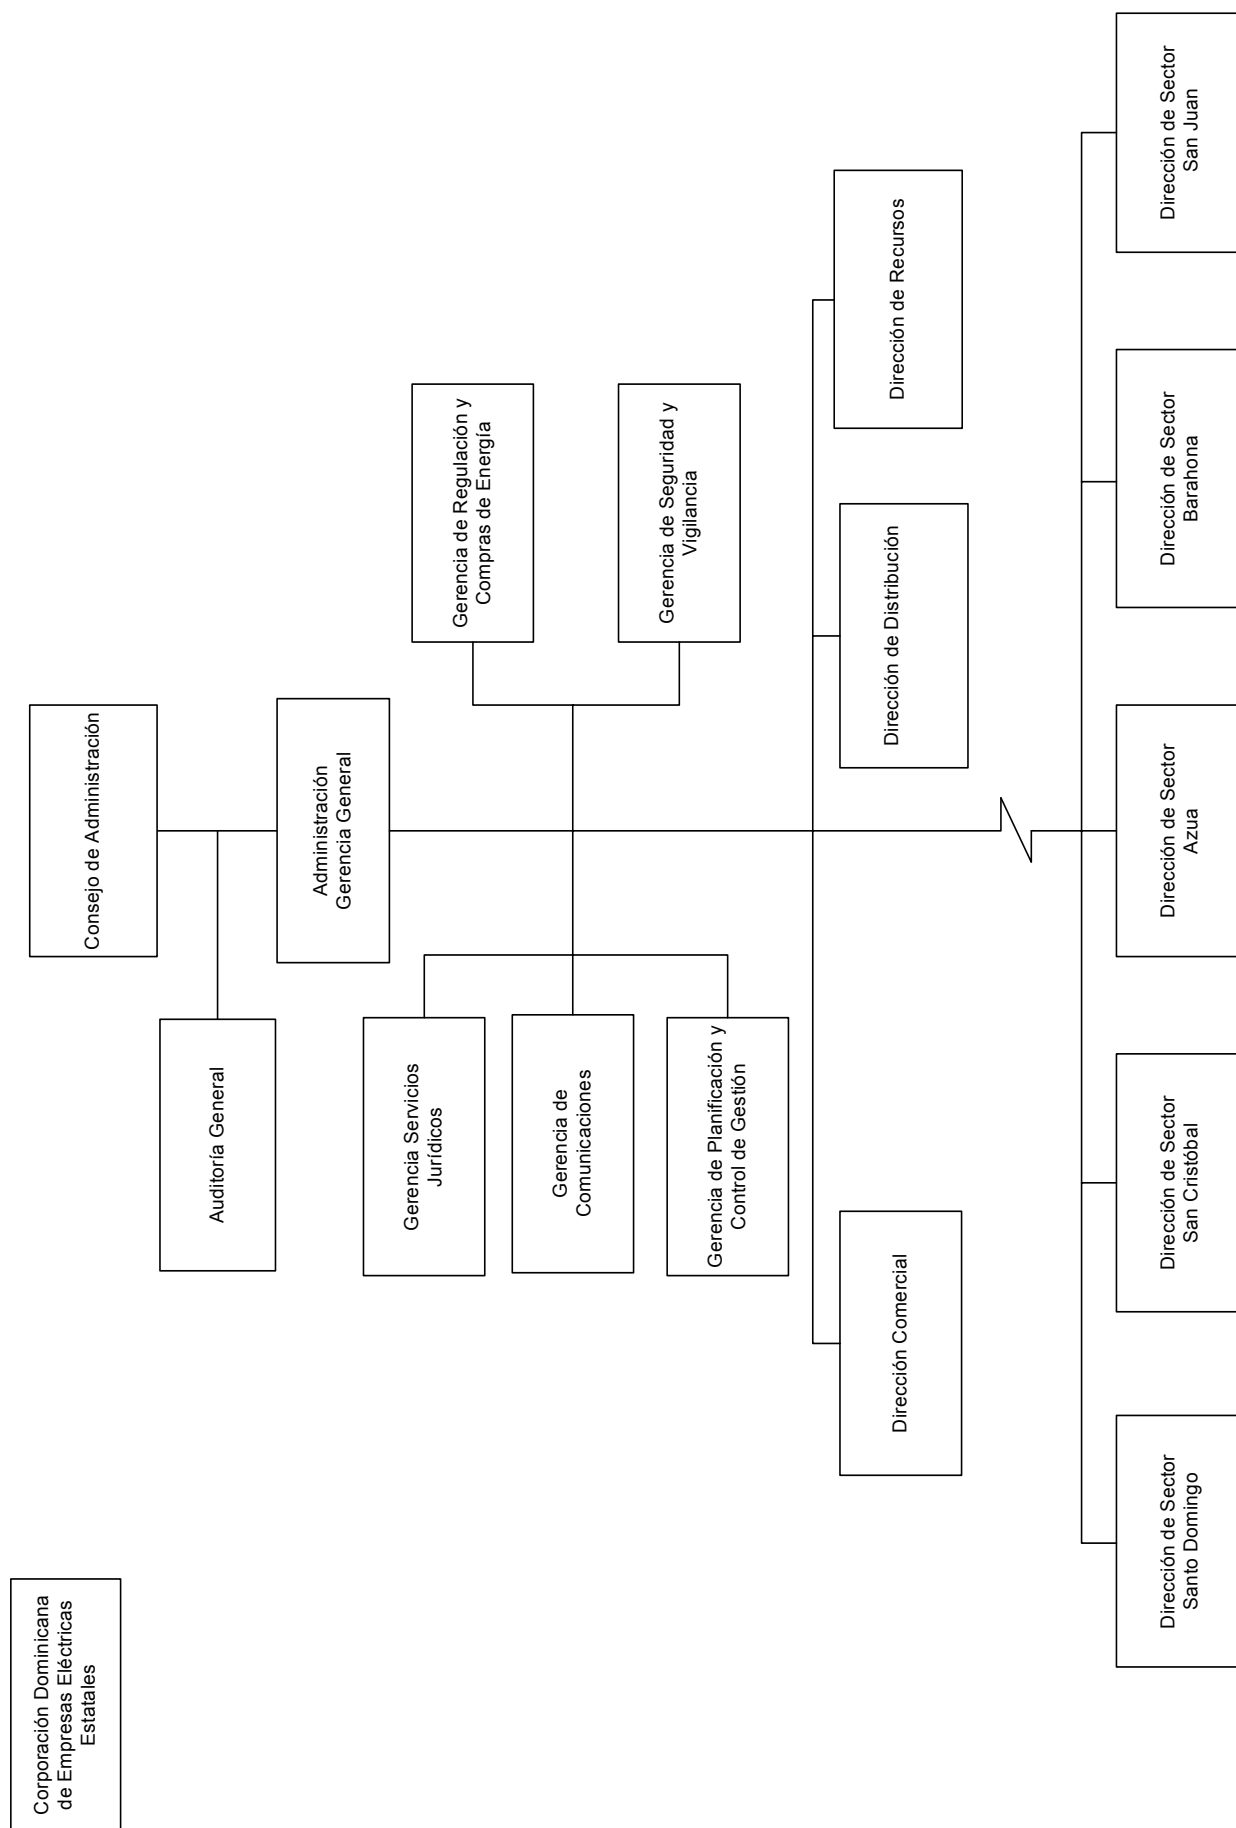 Corporación Dominicana
de Empresas Eléctricas
Estatales
Consejo de Administración
Auditoría General
Administración
Gerencia General
Gerencia Servicios
Jurídicos
Gerencia de Regulación y
Compras de Energía
Gerencia de
Comunicaciones
Gerencia de Planificación y
Control de Gestión
Gerencia de Seguridad y
Vigilancia
Dirección Comercial
Dirección de Distribución
Dirección de Recursos
Dirección de Sector
Santo Domingo
Dirección de Sector
San Cristóbal
Dirección de Sector
Azua
Dirección de Sector
Barahona
Dirección de Sector
San Juan